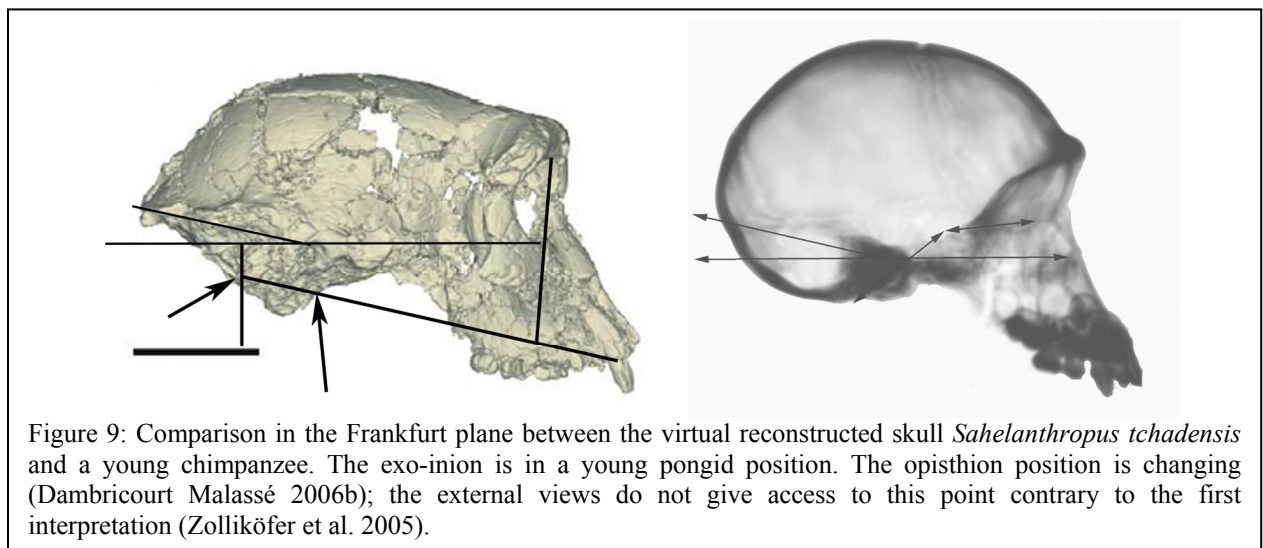 Figure 9: Comparison in the Frankfurt plane between the virtual reconstructed skull Sahelanthropus tchadensis
and a young chimpanzee. The exo-inion is in a young pongid position. The opisthion position is changing
(Dambricourt Malassé 2006b); the external views do not give access to this point contrary to the first
interpretation (Zolliköfer et al. 2005).